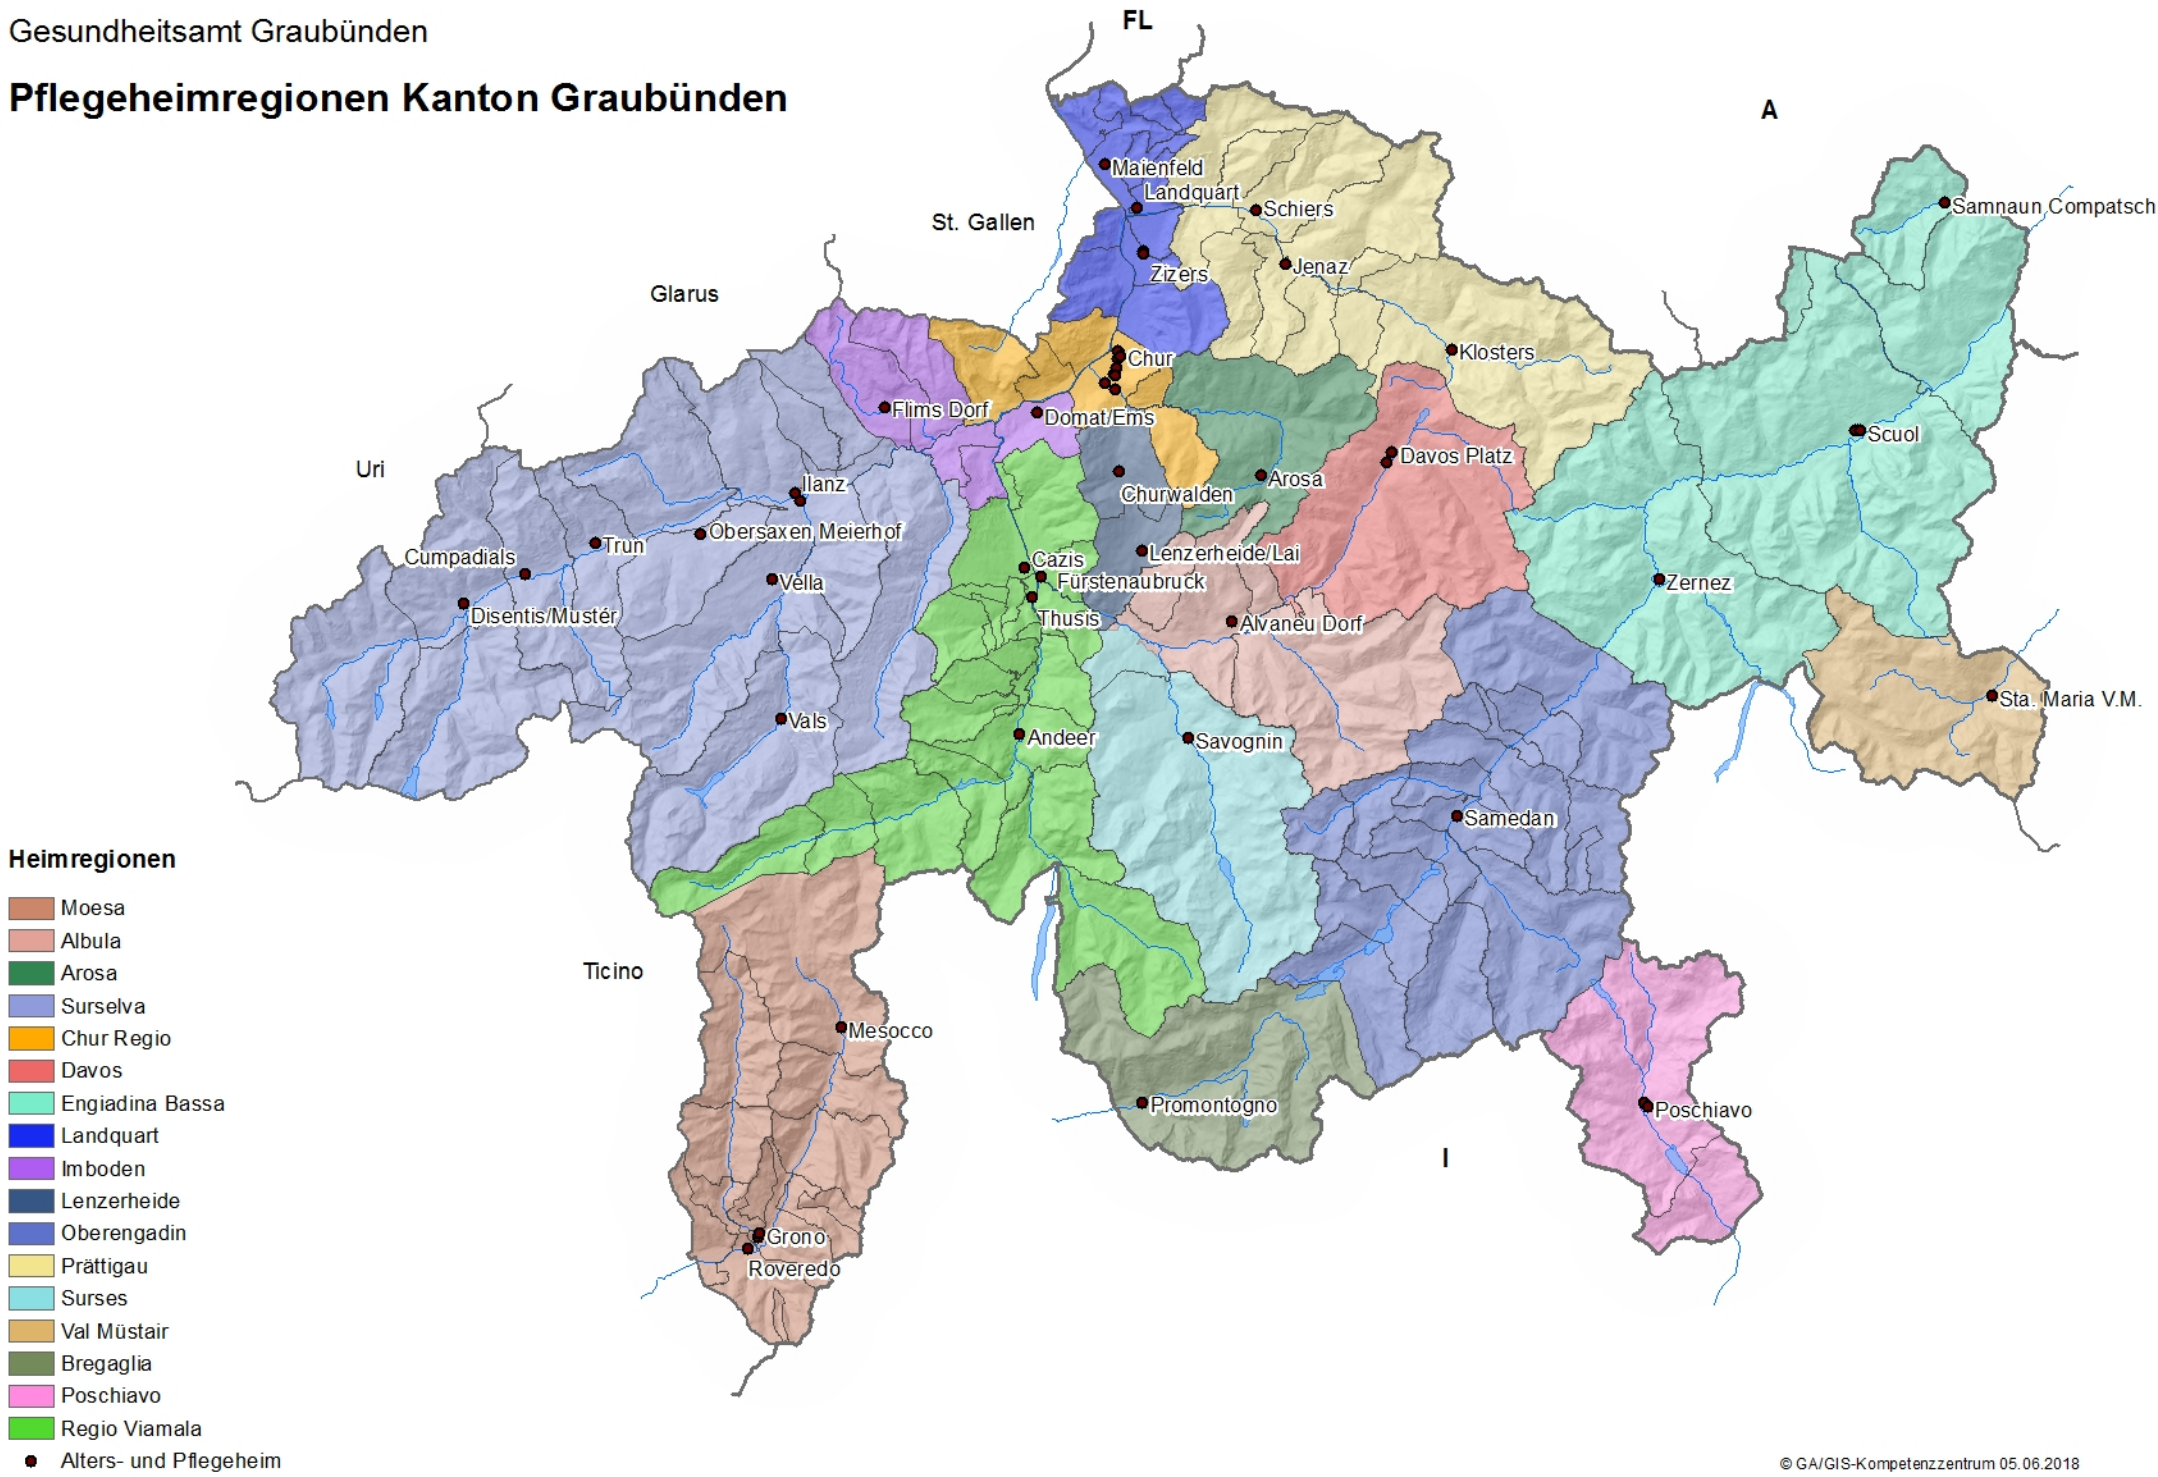 Gesundheitsamt Graubünden
Pflegeheimregionen Kanton Graubünden
FL
A
Maienfeld
Landquart
St. Gallen
Schiers
Samnaun Compatsch
Zizers
Jenaz
Glarus
Chur
Klosters
Flims Dorf
Domat/Ems
Scuol
Uri
Davos Platz
Ilanz
Arosa
Churwalden
Obersaxen Meierhof
Trun
Cumpadials
Lenzerheide/Lai
Cazis
Fürstenaubruck
Vella
Zernez
Disentis/Mustér
Thusis
Alvaneu Dorf
Sta. Maria V.M.
Vals
Andeer
Savognin
Samedan
Ticino
Mesocco
Promontogno
Poschiavo
I
Grono
Roveredo
Heimregionen
Moesa
Albula
Arosa
Surselva
Chur Regio
Davos
Engiadina Bassa
Landquart
Imboden
Lenzerheide
Oberengadin
Prättigau
Surses
Val Müstair
Bregaglia
Poschiavo
Regio Viamala
Alters- und Pflegeheim
© GA/GIS-Kompetenzzentrum 05.06.2018